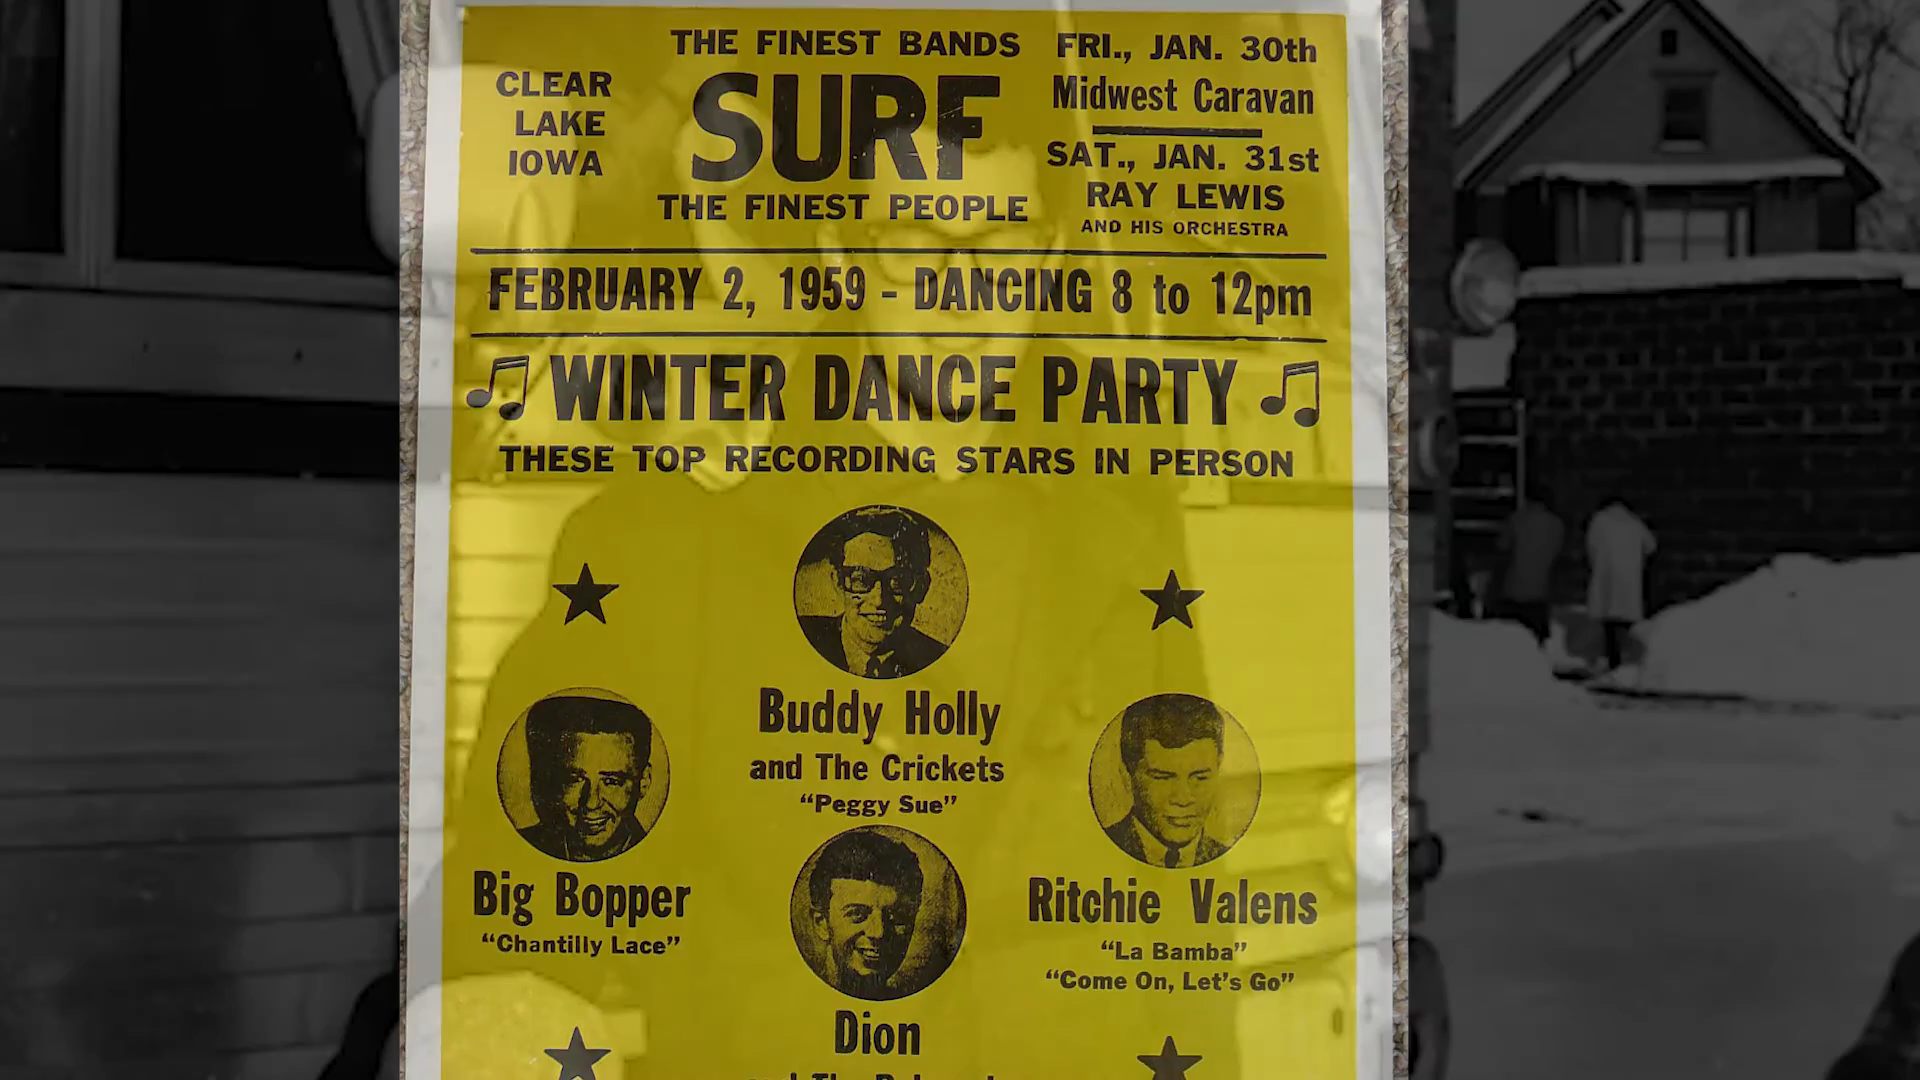 THE FINEST BANDS
CLEAR
LAKE
IOWA
SURF
THE FINEST PEOPLE
FRI., JAN. 30th
Midwest Caravan
SAT., JAN. 31st
RAY LEWIS
AND HIS ORCHESTRA
FEBRUARY 2, 1959 - DANCING 8 to 12pm
WINTER DANCE PARTY
THESE TOP RECORDING STARS IN PERSON
Buddy Holly
and The Crickets
“Peggy Sue”
Big Bopper
“Chantilly Lace”
Ritchie Valens
“La Bamba”
“Come On, Let's Go”
Dion